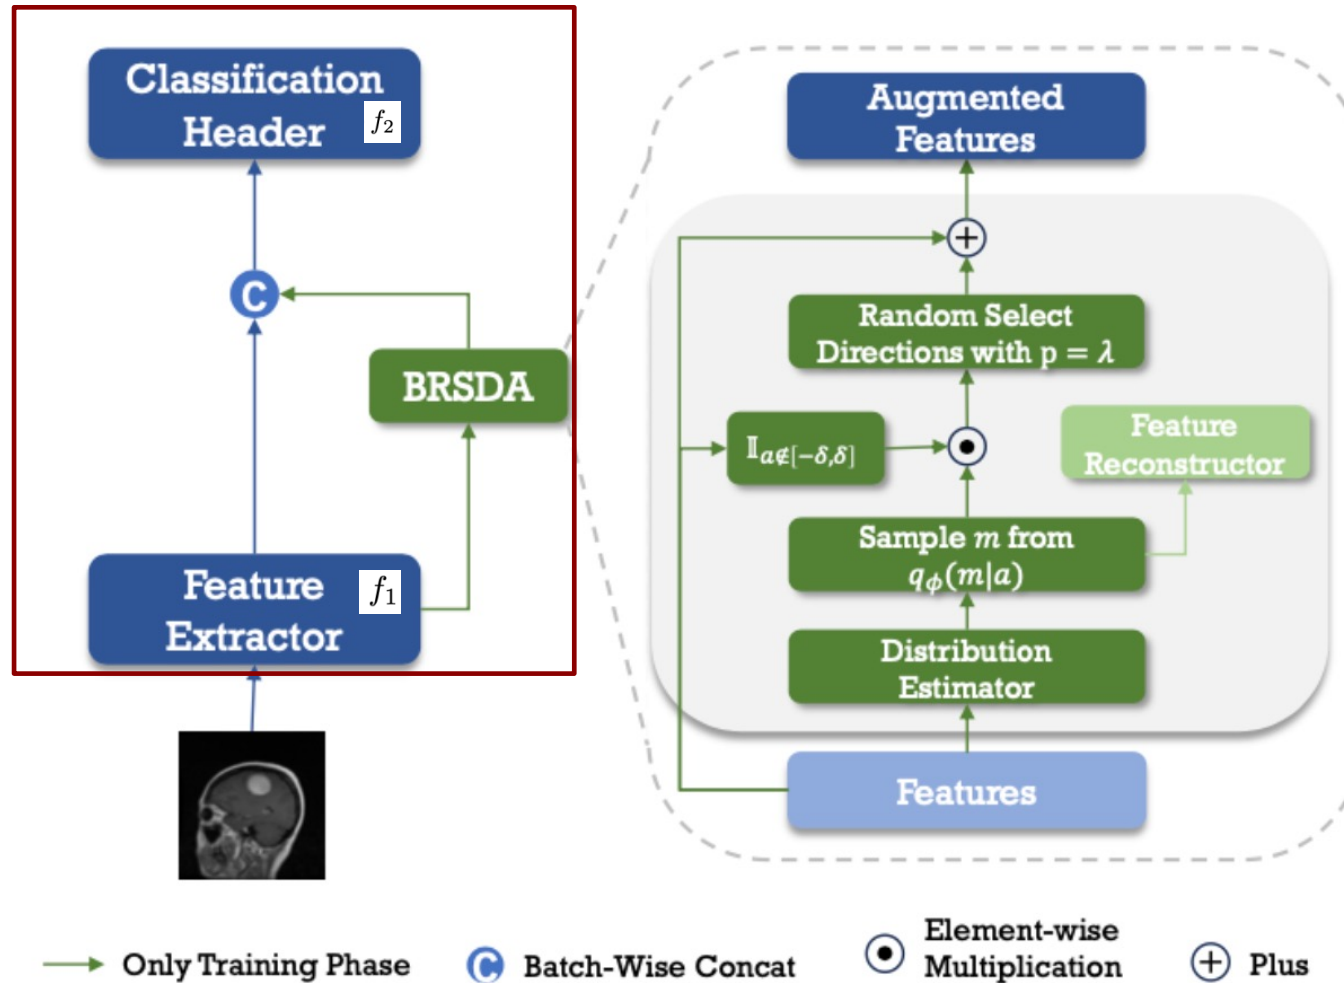 Classification
Header f₂
C
BRSDA
Feature f₁
Extractor
Augmented
Features
+
Random Select
Directions with p = λ
𝕀a∉[−δ,δ]
Feature
Reconstructor
Sample m from
qϕ(m|a)
Distribution
Estimator
Features
Only Training Phase
C Batch-Wise Concat
Element-wise
Multiplication
+ Plus